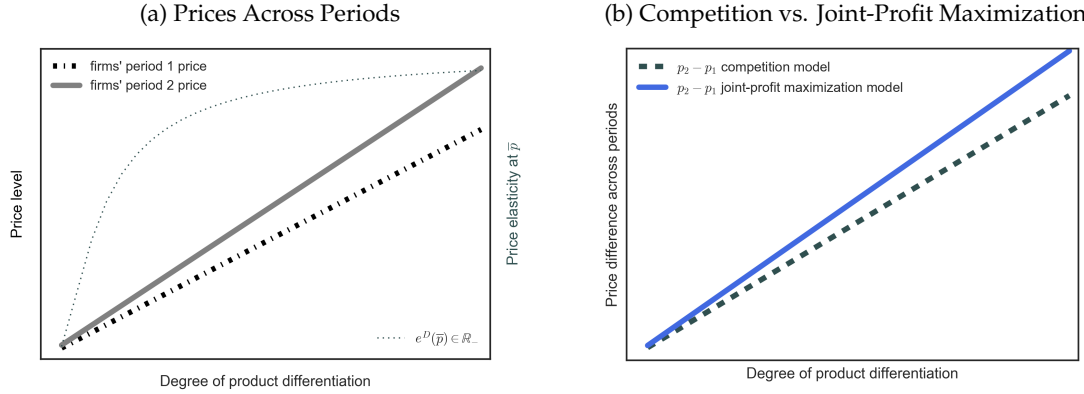 (a) Prices Across Periods
firms' period 1 price
firms' period 2 price
Price level
Price elasticity at p̅
e^D(p̅) ∈ ℝ_−
Degree of product differentiation
(b) Competition vs. Joint-Profit Maximization
p₂ − p₁ competition model
p₂ − p₁ joint-profit maximization model
Price difference across periods
Degree of product differentiation